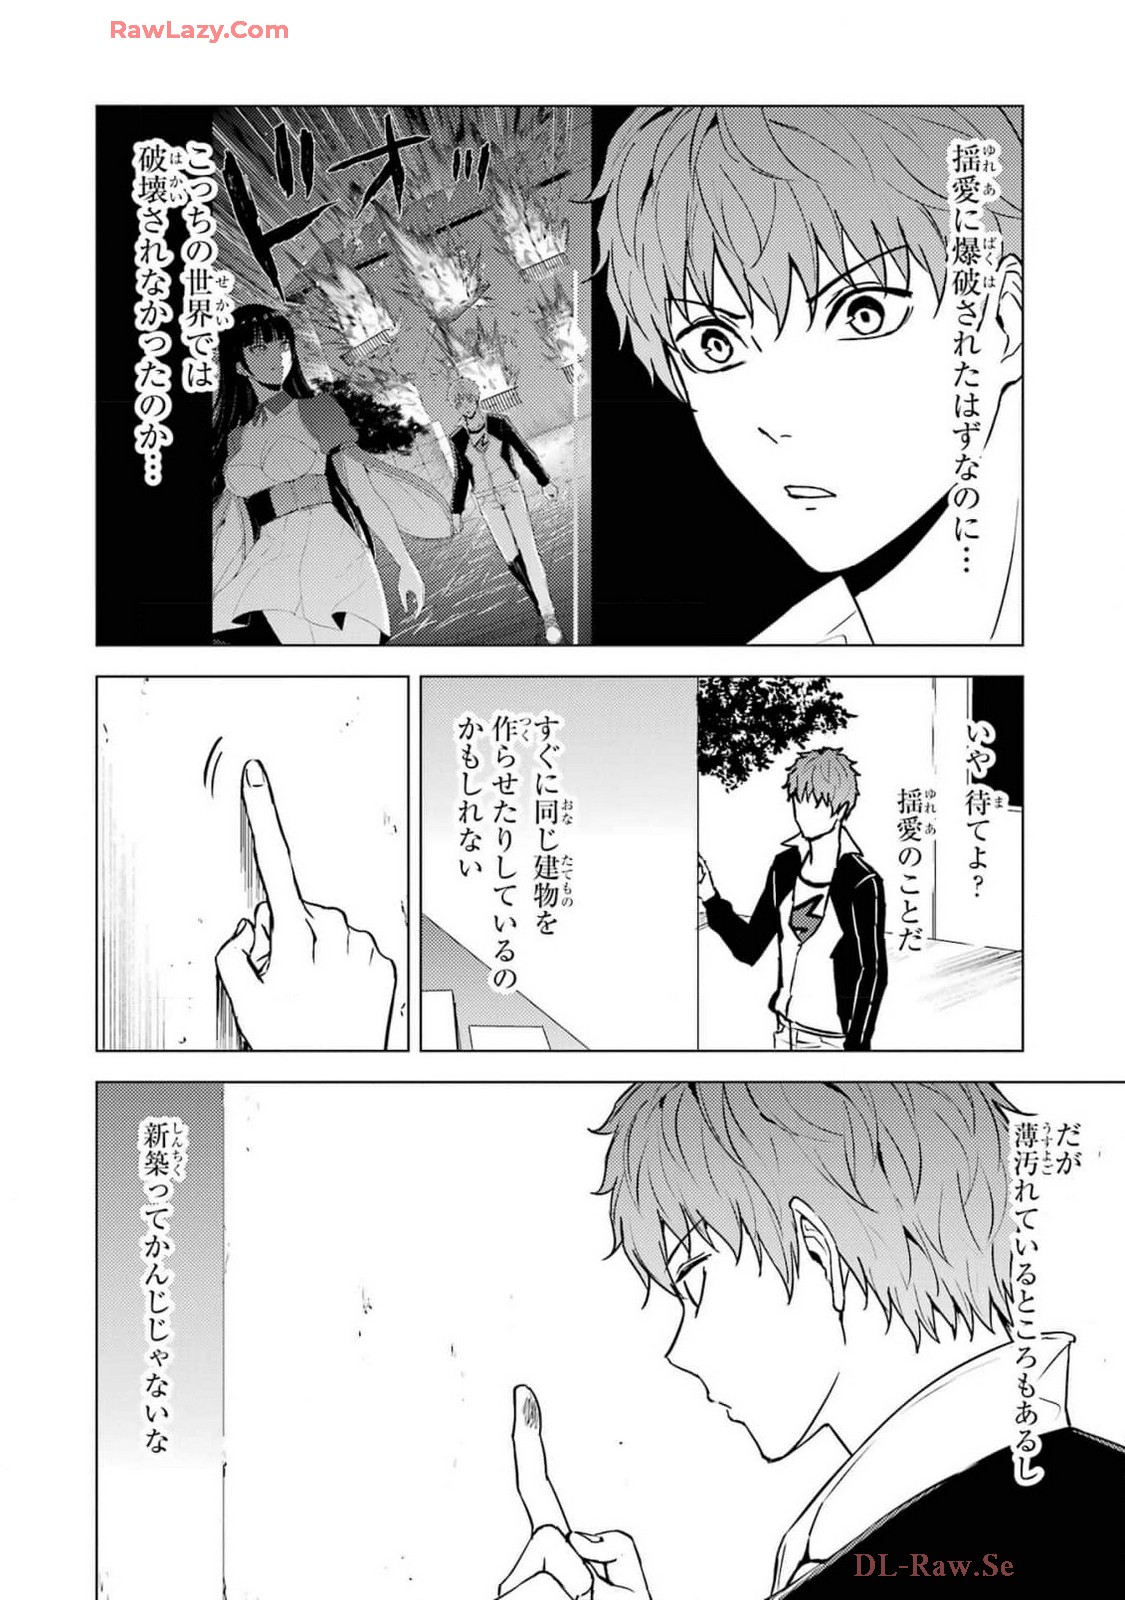 RawLazy.Com
揺愛に爆破されたはずなのに…
ドォッ
こっちの世界では
破壊されなかったのか…
いや待てよ?
揺愛のことだ
すぐに同じ建物を
作らせたりしているの
かもしれない
だが
薄汚れているところもあるし
新築ってかんじじゃないな
DL-Raw.Se